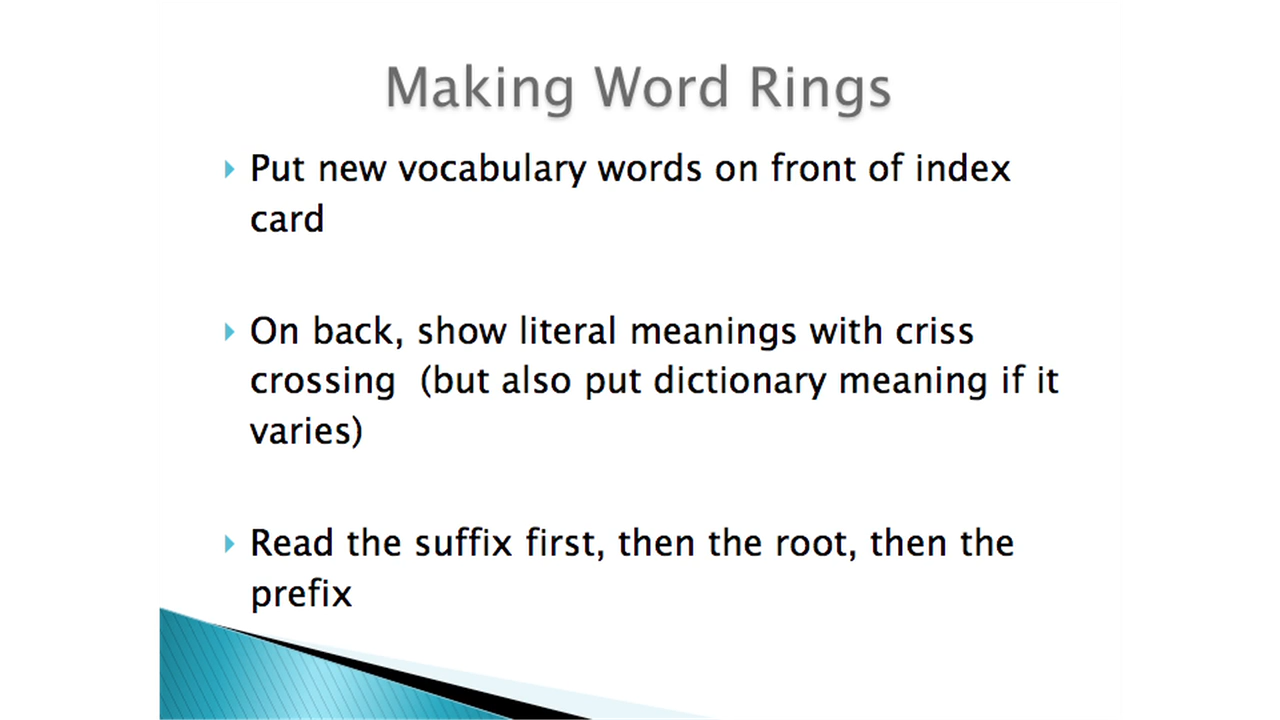 Making Word Rings
Put new vocabulary words on front of index
card
On back, show literal meanings with criss
crossing  (but also put dictionary meaning if it
varies)
Read the suffix first, then the root, then the
prefix